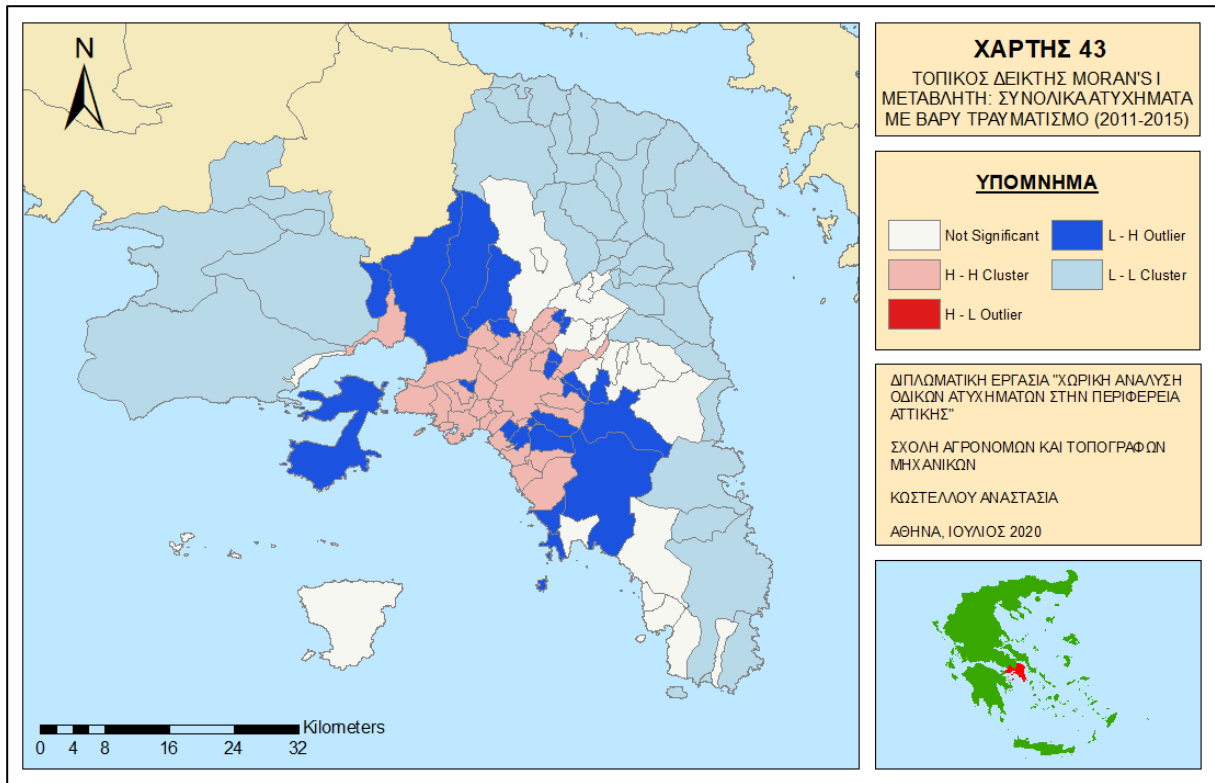 N
Kilometers
0 2 4 8 16 24 32
ΧΑΡΤΗΣ 43
ΤΟΠΙΚΟΣ ΔΕΙΚΤΗΣ MORAN'S I
ΜΕΤΑΒΛΗΤΗ: ΣΥΝΟΛΙΚΑ ΑΤΥΧΗΜΑΤΑ
ΜΕ ΒΑΡΥ ΤΡΑΥΜΑΤΙΣΜΟ (2011-2015)
ΥΠΟΜΝΗΜΑ
Not Significant
L - H Outlier
H - H Cluster
L - L Cluster
H - L Outlier
ΔΙΠΛΩΜΑΤΙΚΗ ΕΡΓΑΣΙΑ "ΧΩΡΙΚΗ ΑΝΑΛΥΣΗ
ΟΔΙΚΩΝ ΑΤΥΧΗΜΑΤΩΝ ΣΤΗΝ ΠΕΡΙΦΕΡΕΙΑ
ΑΤΤΙΚΗΣ"
ΣΧΟΛΗ ΑΓΡΟΝΟΜΩΝ ΚΑΙ ΤΟΠΟΓΡΑΦΩΝ
ΜΗΧΑΝΙΚΩΝ
ΚΩΣΤΕΛΛΟΥ ΑΝΑΣΤΑΣΙΑ
ΑΘΗΝΑ, ΙΟΥΛΙΟΣ 2020